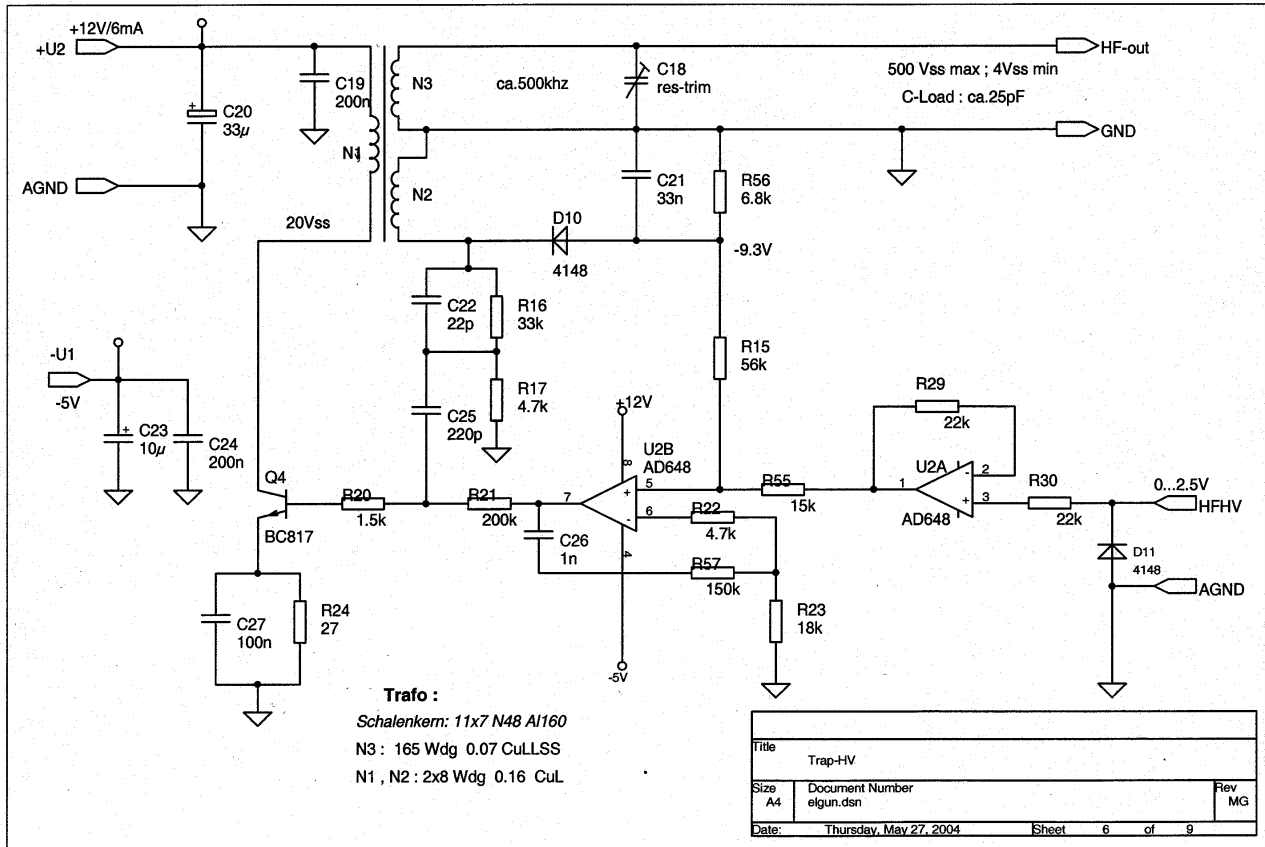 +12V/6mA
+U2
C19
200n
C20
33µ
+
AGND
N1
N3
N2
20Vss
ca.500khz
C18
res-trim
HF-out
500 Vss max ; 4Vss min
C-Load : ca.25pF
GND
C21
33n
R56
6.8k
D10
4148
-9.3V
C22
22p
R16
33k
R15
56k
-U1
-5V
+
C23
10µ
C24
200n
R17
4.7k
C25
220p
+12V
8
U2B
AD648
R29
22k
Q4
BC817
R20
1.5k
R21
200k
7
5
+
6
-
4
R55
15k
1
U2A
2
-
3
+
AD648
R30
22k
0...2.5V
HFHV
R22
4.7k
C26
1n
R57
150k
D11
4148
AGND
R23
18k
-5V
C27
100n
R24
27
Trafo :
Schalenkern: 11x7 N48 Al160
N3 : 165 Wdg 0.07 CuLLSS
N1 , N2 : 2x8 Wdg 0.16 CuL
Title
Trap-HV
Size
A4
Document Number
elgun.dsn
Rev
MG
Date: Thursday, May 27, 2004 Sheet 6 of 9